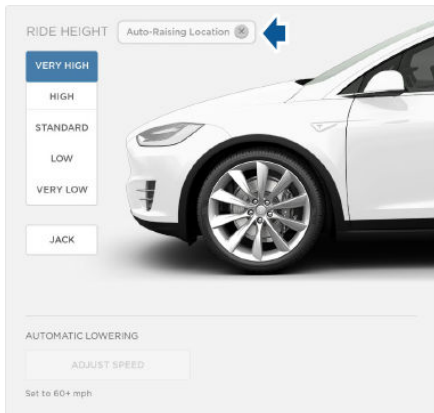 RIDE HEIGHT
Auto-Raising Location
VERY HIGH
HIGH
STANDARD
LOW
VERY LOW
JACK
AUTOMATIC LOWERING
ADJUST SPEED
Set to 60+ mph